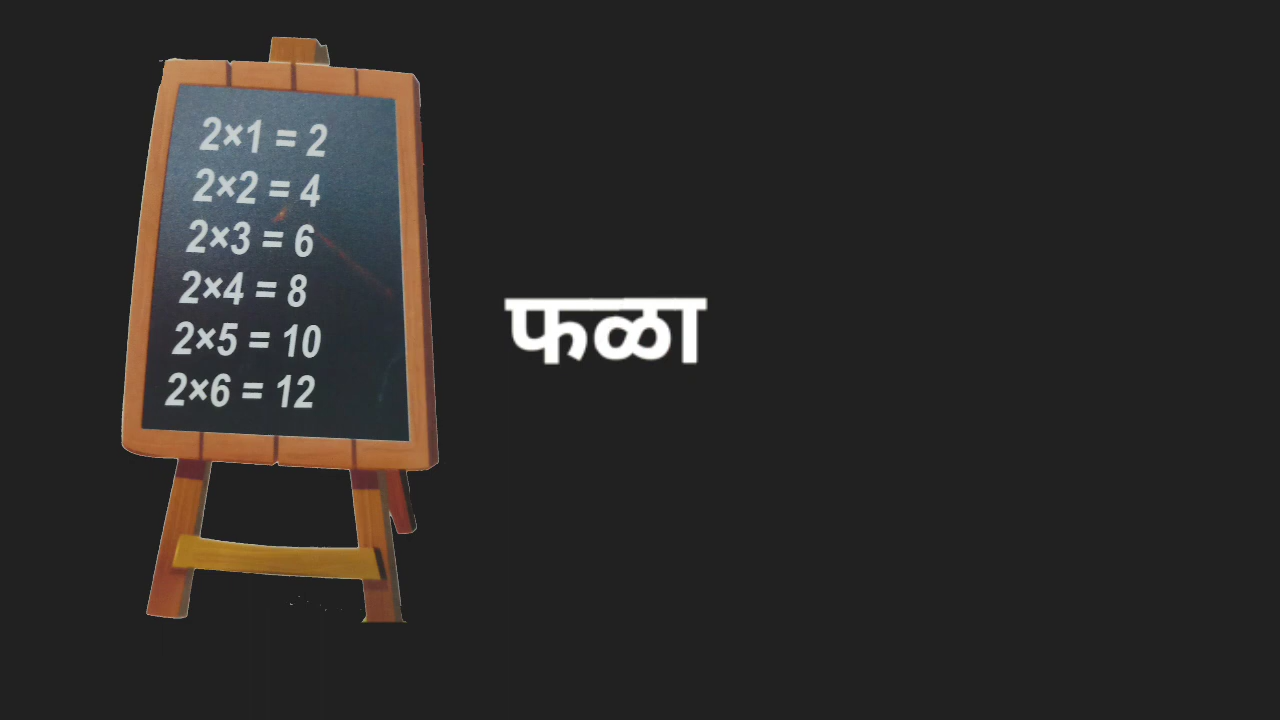 2×1 = 2
2×2 = 4
2×3 = 6
2×4 = 8
2×5 = 10
2×6 = 12
फळा